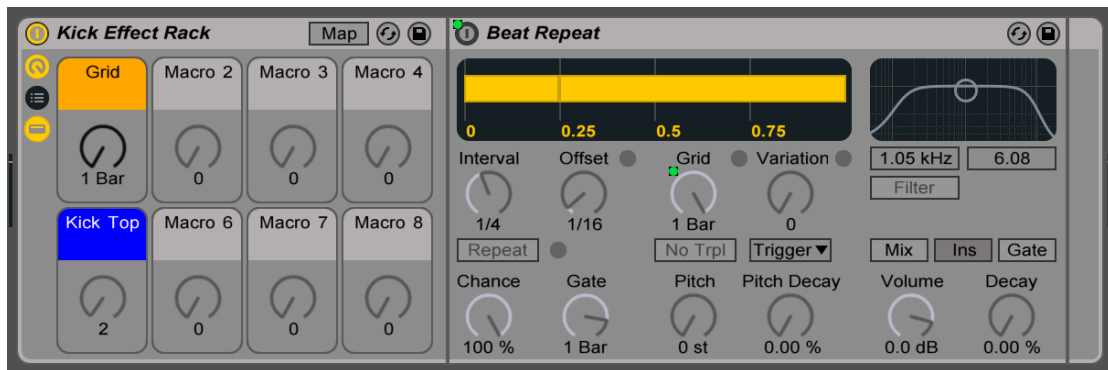 Kick Effect Rack Map
Grid Macro 2 Macro 3 Macro 4
1 Bar 0 0 0
Kick Top Macro 6 Macro 7 Macro 8
2 0 0 0
Beat Repeat
0 0.25 0.5 0.75
Interval Offset Grid Variation
1/4 1/16 1 Bar 0
Repeat No Trpl Trigger
Chance Gate Pitch Pitch Decay
100 % 1 Bar 0 st 0.00 %
1.05 kHz 6.08
Filter
Mix Ins Gate
Volume Decay
0.0 dB 0.00 %